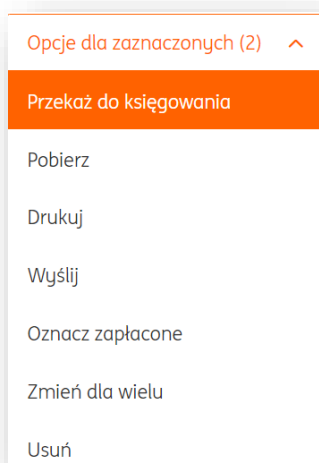 Opcje dla zaznaczonych (2)
Przekaż do księgowania
Pobierz
Drukuj
Wyślij
Oznacz zapłacone
Zmień dla wielu
Usuń